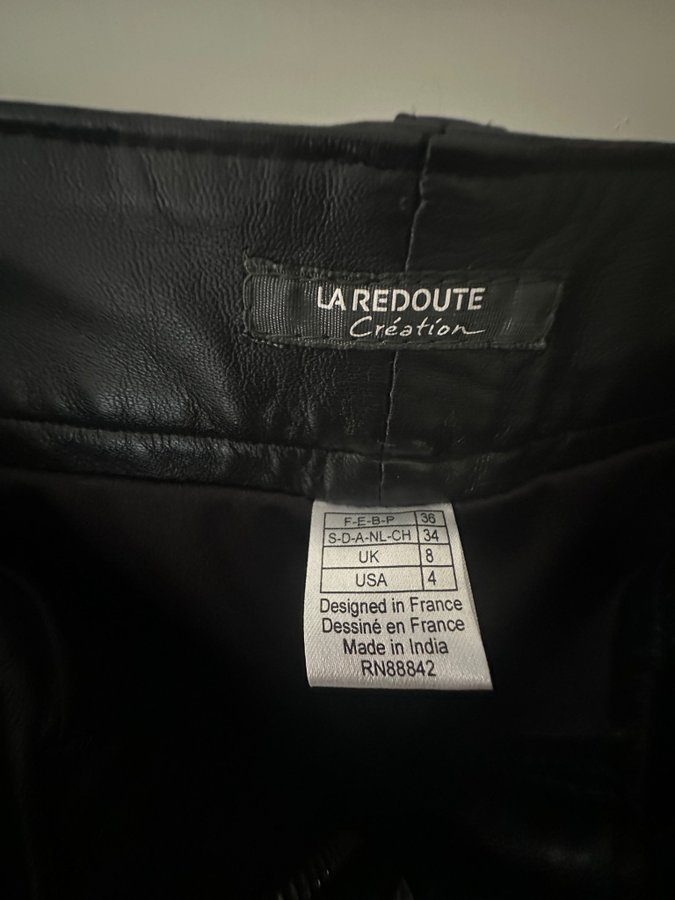 LA REDOUTE
Création
F-E-B-P 36
S-D-A-NL-CH 34
UK 8
USA 4
Designed in France
Dessiné en France
Made in India
RN88842